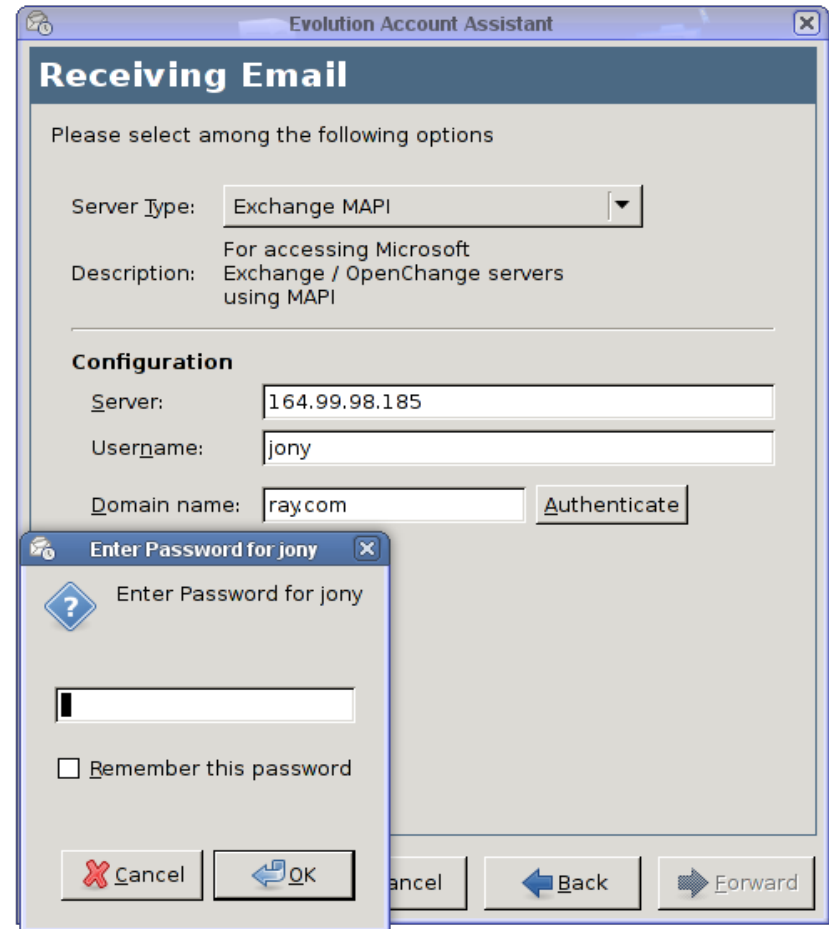 Evolution Account Assistant
Receiving Email
Please select among the following options
Server Type: Exchange MAPI
Description: For accessing Microsoft
Exchange / OpenChange servers
using MAPI
Configuration
Server: 164.99.98.185
Username: jony
Domain name: ray.com Authenticate
Enter Password for jony
Enter Password for jony
Remember this password
Cancel OK
ancel Back Forward